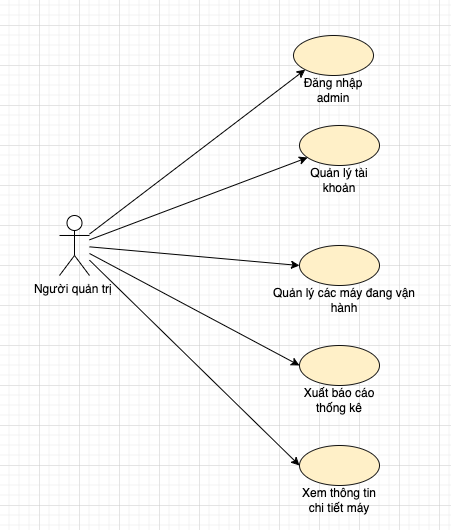 Đăng nhập
admin
Quản lý tài
khoản
Người quản trị
Quản lý các máy đang vận
hành
Xuất báo cáo
thống kê
Xem thông tin
chi tiết máy